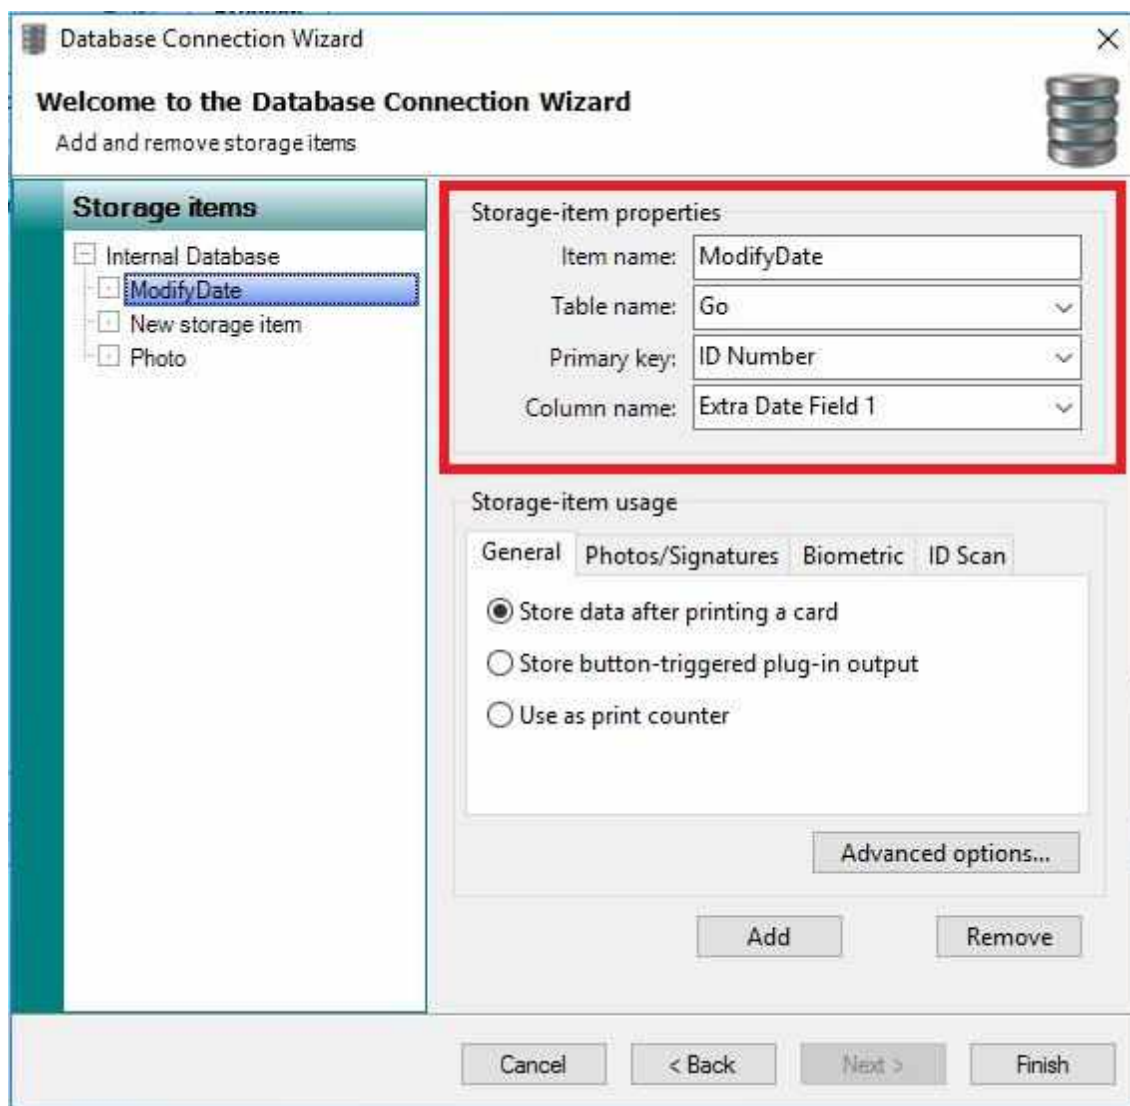 Database Connection Wizard
Welcome to the Database Connection Wizard
Add and remove storage items
Storage items
Internal Database
ModifyDate
New storage item
Photo
Storage-item properties
Item name: ModifyDate
Table name: Go
Primary key: ID Number
Column name: Extra Date Field 1
Storage-item usage
General Photos/Signatures Biometric ID Scan
Store data after printing a card
Store button-triggered plug-in output
Use as print counter
Advanced options...
Add Remove
Cancel < Back Next > Finish